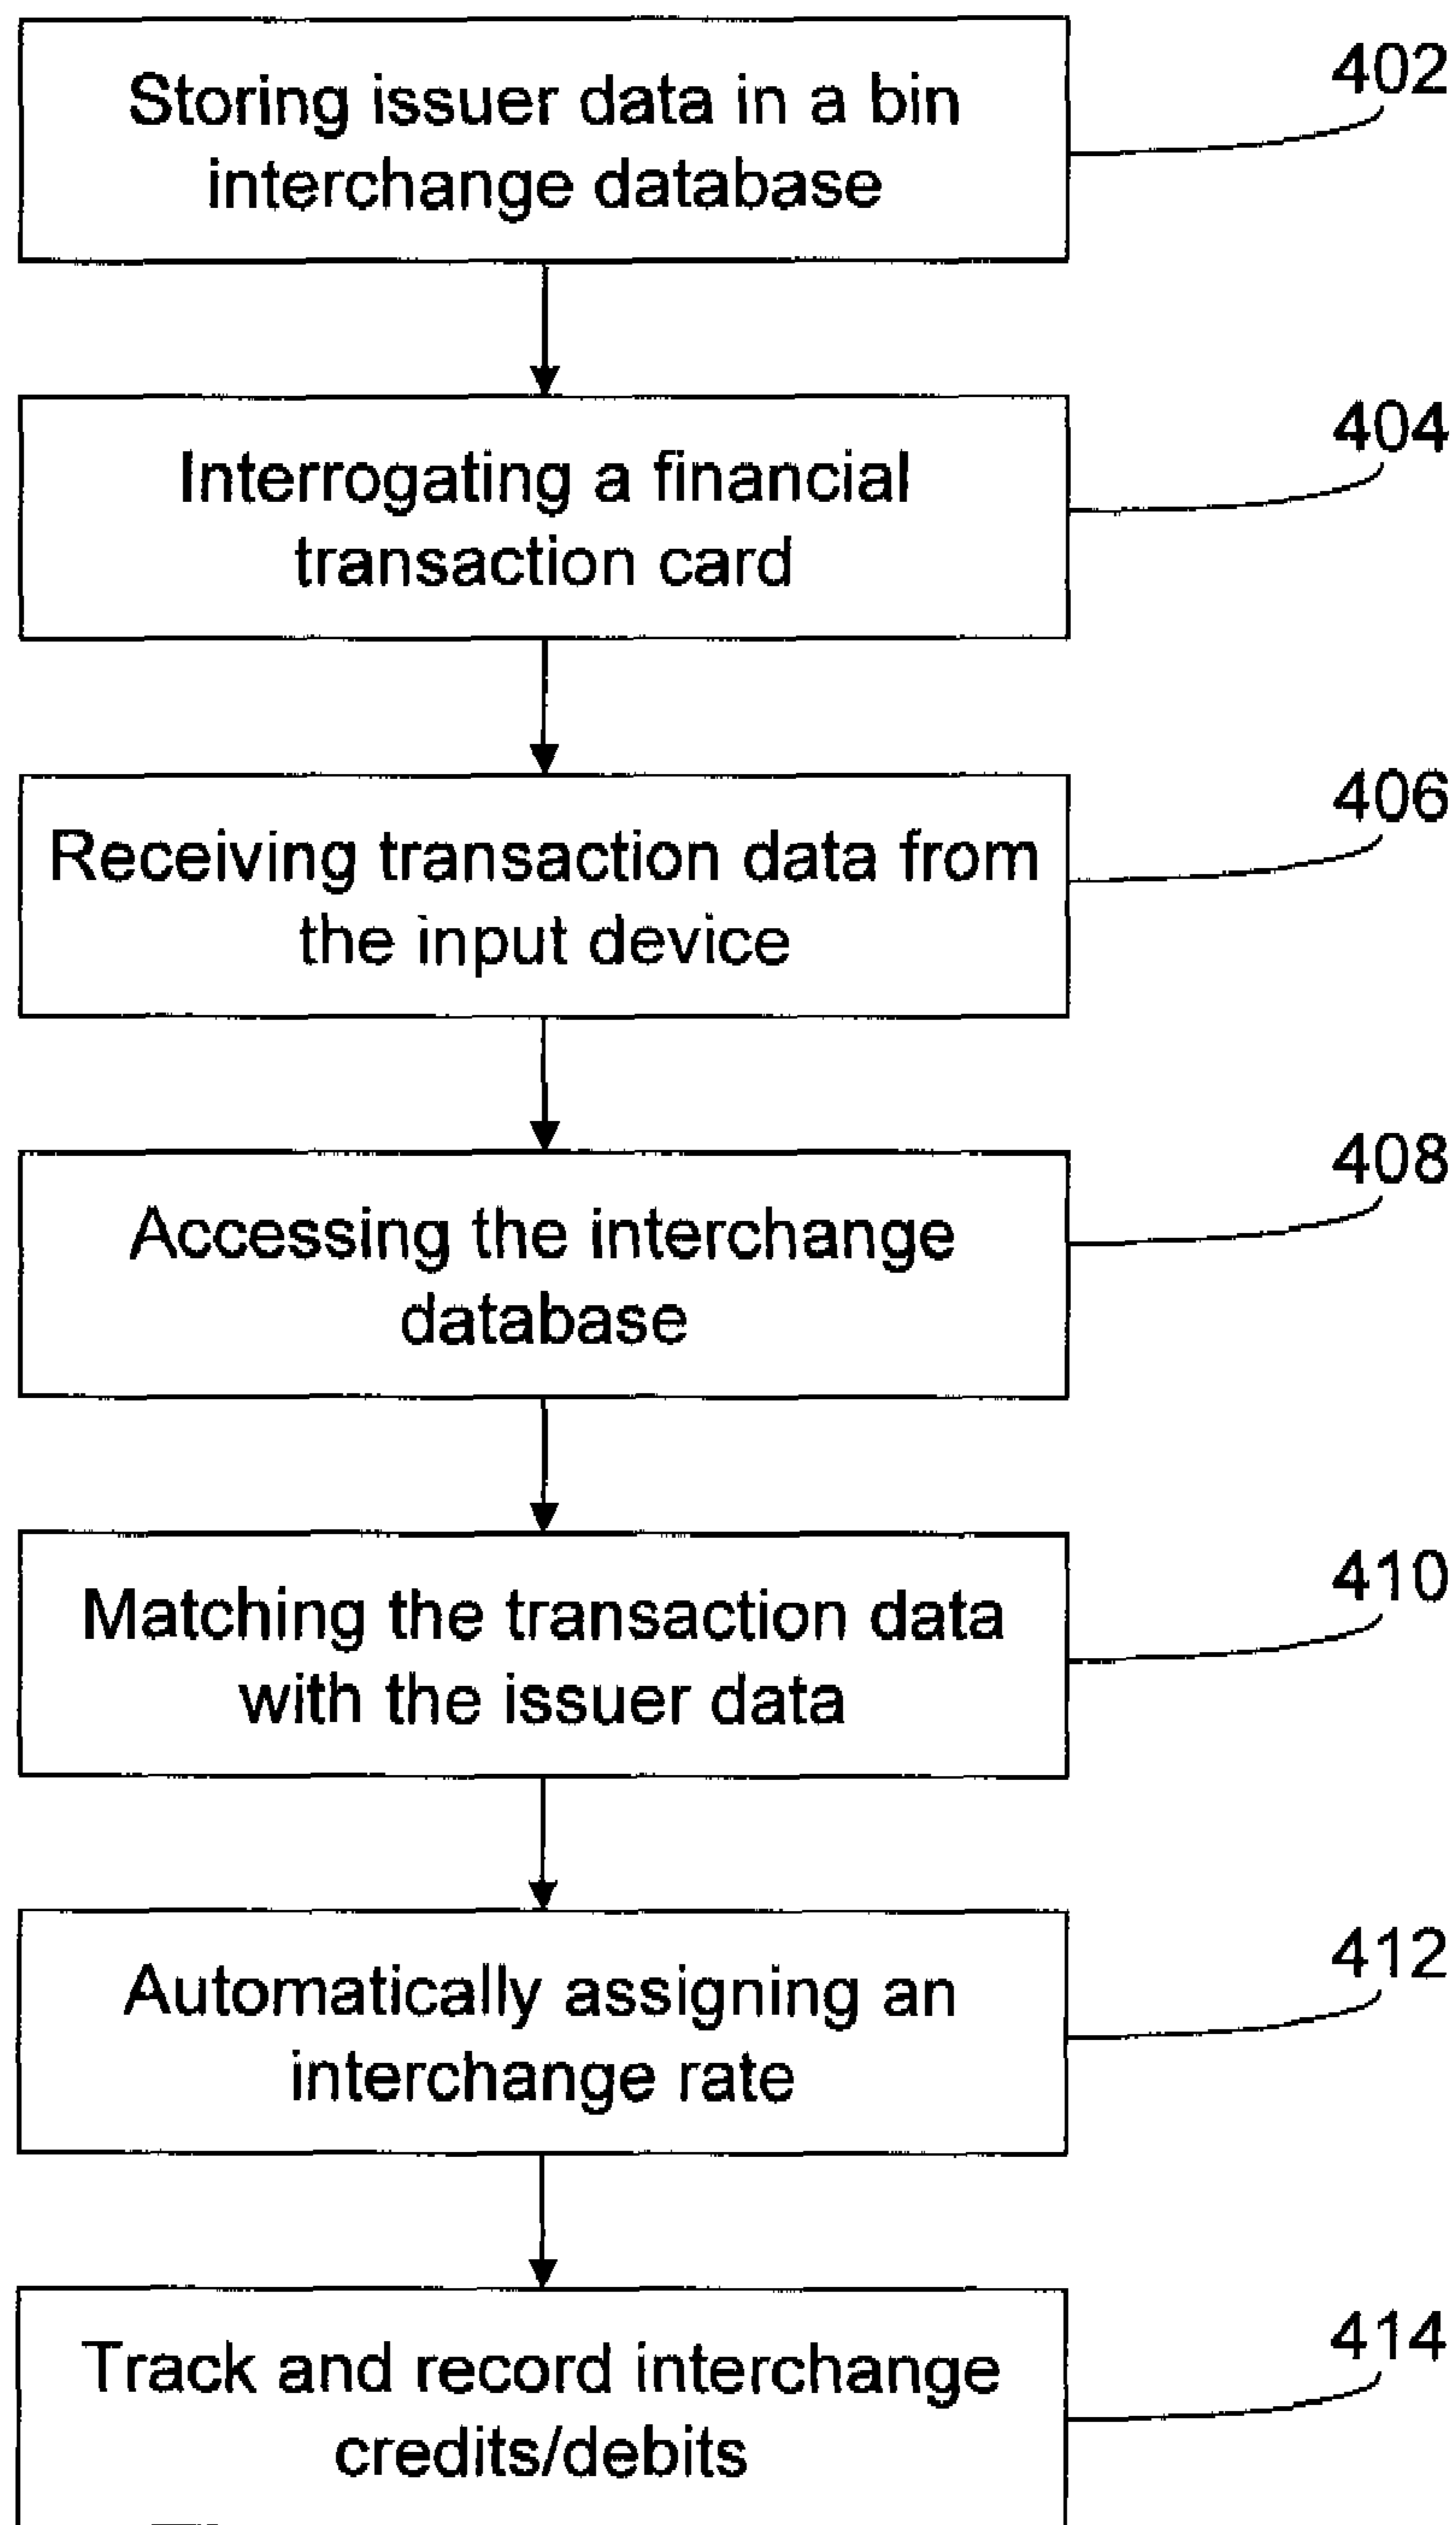 Storing issuer data in a bin
interchange database
402
Interrogating a financial
transaction card
404
Receiving transaction data from
the input device
406
Accessing the interchange
database
408
Matching the transaction data
with the issuer data
410
Automatically assigning an
interchange rate
412
Track and record interchange
credits/debits
414